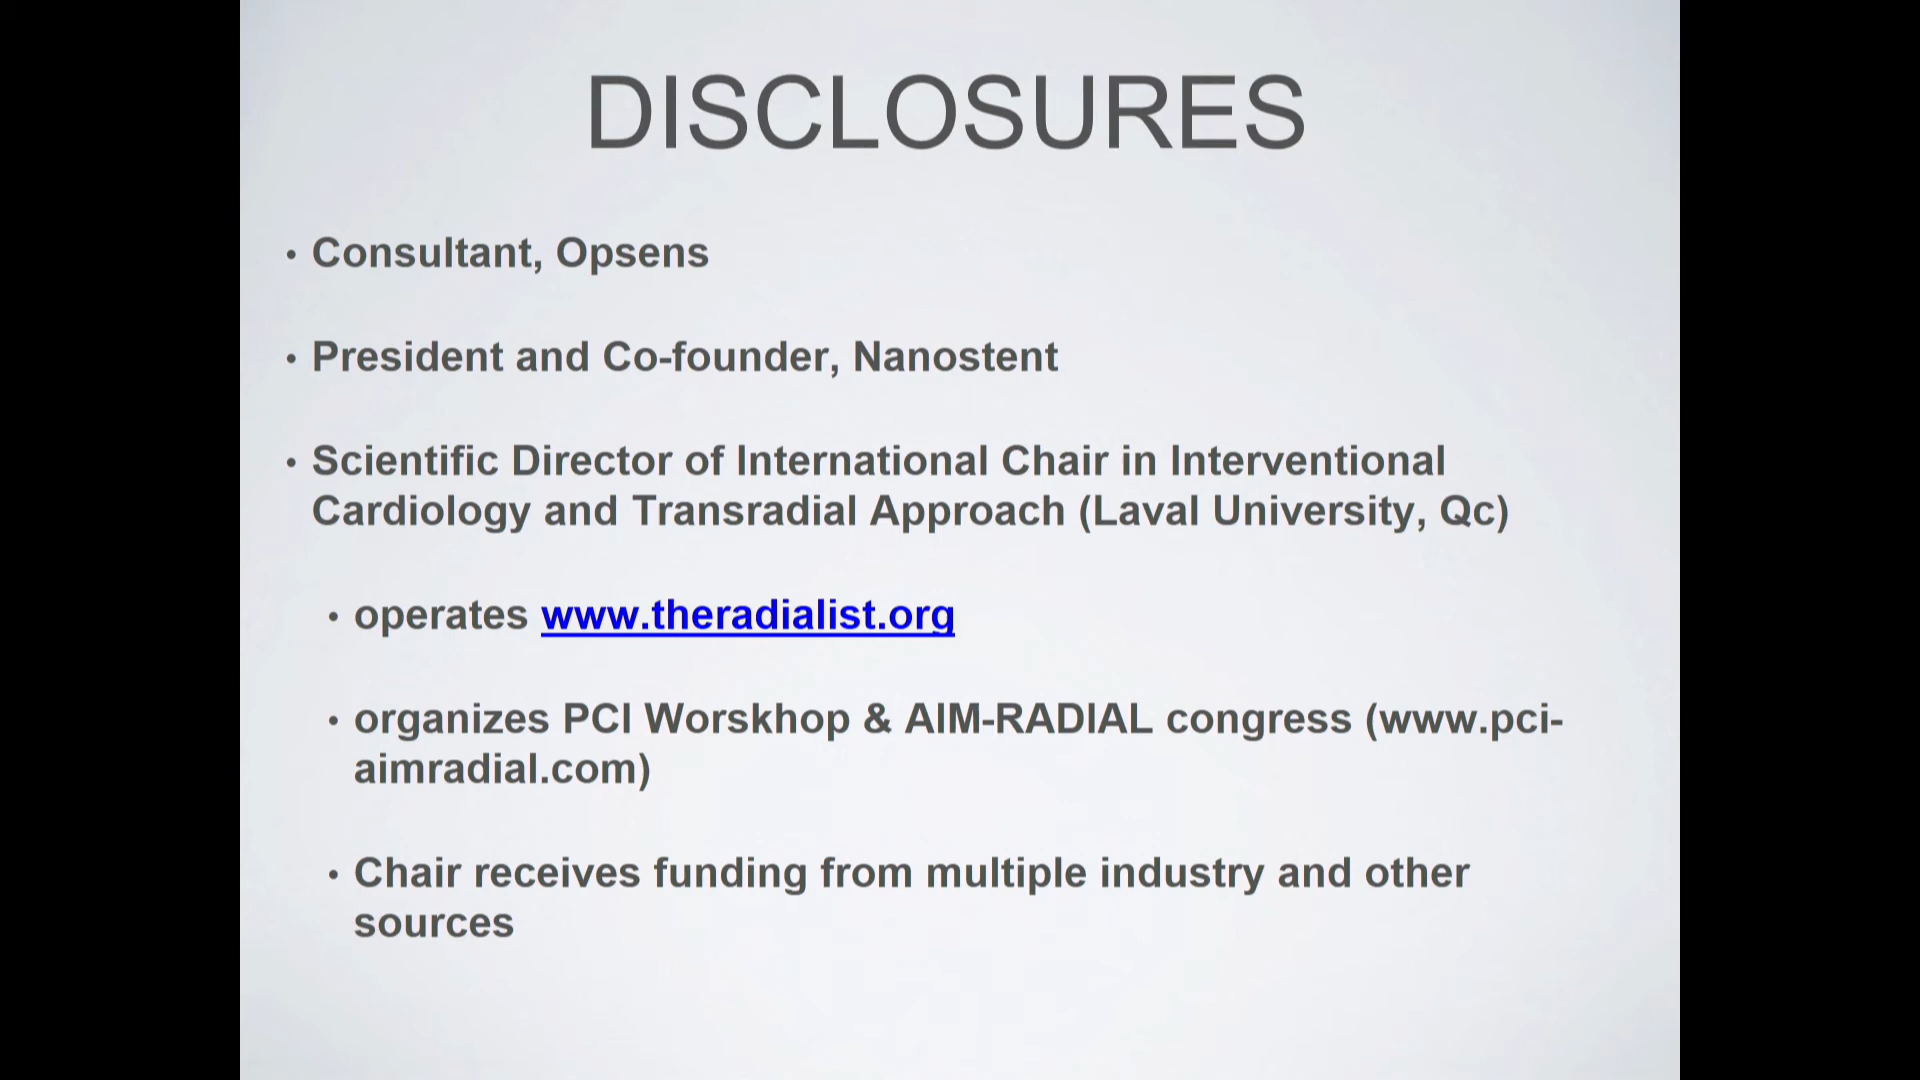 DISCLOSURES
• Consultant, Opsens
• President and Co-founder, Nanostent
• Scientific Director of International Chair in Interventional
Cardiology and Transradial Approach (Laval University, Qc)
• operates www.theradialist.org
• organizes PCI Worskhop & AIM-RADIAL congress (www.pci-
aimradial.com)
• Chair receives funding from multiple industry and other
sources